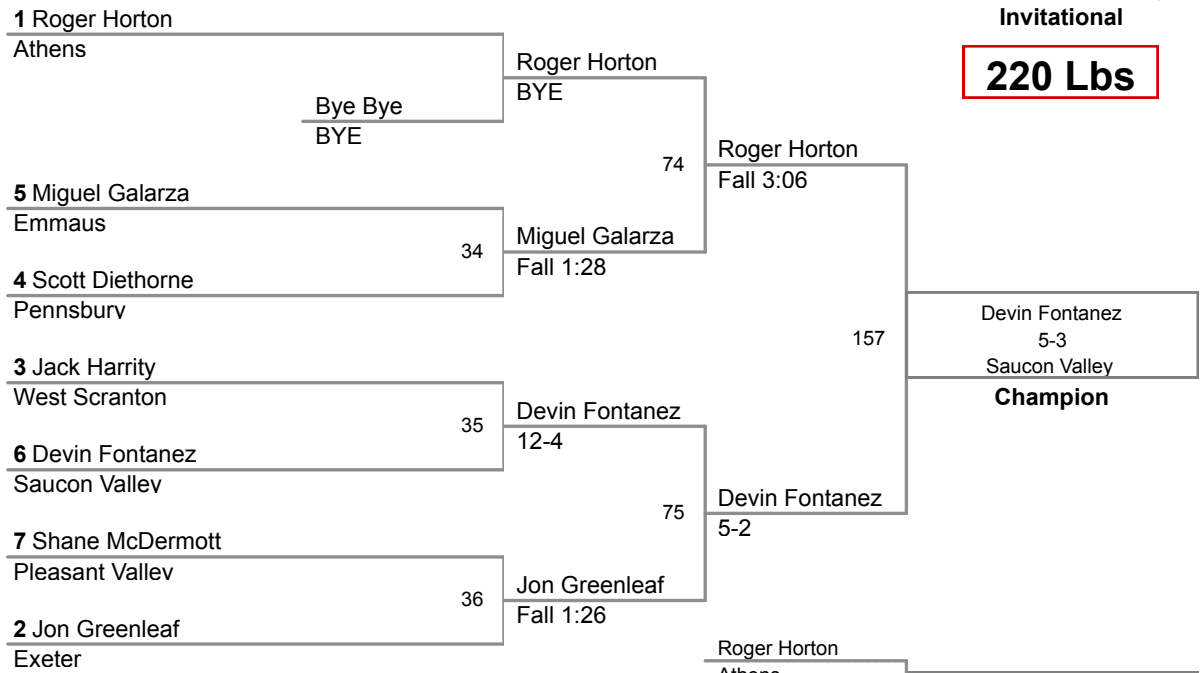 1 Roger Horton
Athens
Bye Bye
BYE
5 Miguel Galarza
Emmaus
4 Scott Diethorne
Pennsbury
3 Jack Harrity
West Scranton
6 Devin Fontanez
Saucon Valley
7 Shane McDermott
Pleasant Valley
2 Jon Greenleaf
Exeter
Roger Horton
BYE
34
Miguel Galarza
Fall 1:28
35
Devin Fontanez
12-4
36
Jon Greenleaf
Fall 1:26
74
Roger Horton
Fall 3:06
75
Devin Fontanez
5-2
157
Invitational
220 Lbs
Devin Fontanez
5-3
Saucon Valley
Champion
Roger Horton
Athens